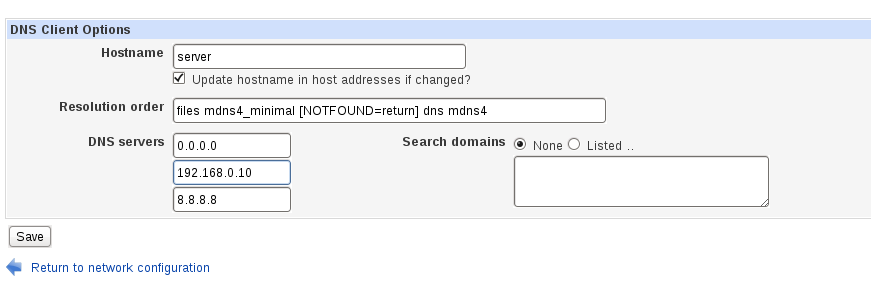 DNS Client Options
Hostname server
Update hostname in host addresses if changed?
Resolution order files mdns4_minimal [NOTFOUND=return] dns mdns4
DNS servers 0.0.0.0 Search domains None Listed ..
192.168.0.10
8.8.8.8
Save
Return to network configuration